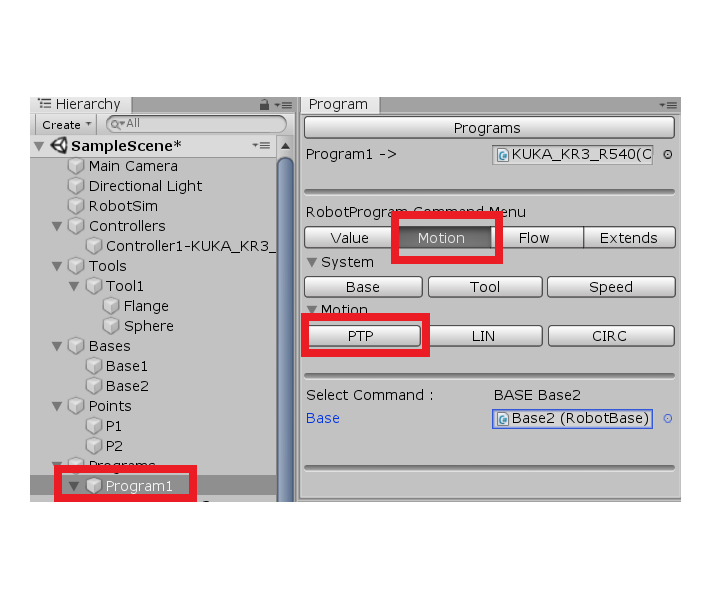 Hierarchy
Create
All
SampleScene*
Main Camera
Directional Light
RobotSim
Controllers
Controller1-KUKA_KR3_
Tools
Tool1
Flange
Sphere
Bases
Base1
Base2
Points
P1
P2
Programs
Program1
Program
Programs
Program1 -> KUKA_KR3_R540(C
RobotProgram Command Menu
Value Motion Flow Extends
System
Base Tool Speed
Motion
PTP LIN CIRC
Select Command : BASE Base2
Base Base2 (RobotBase)